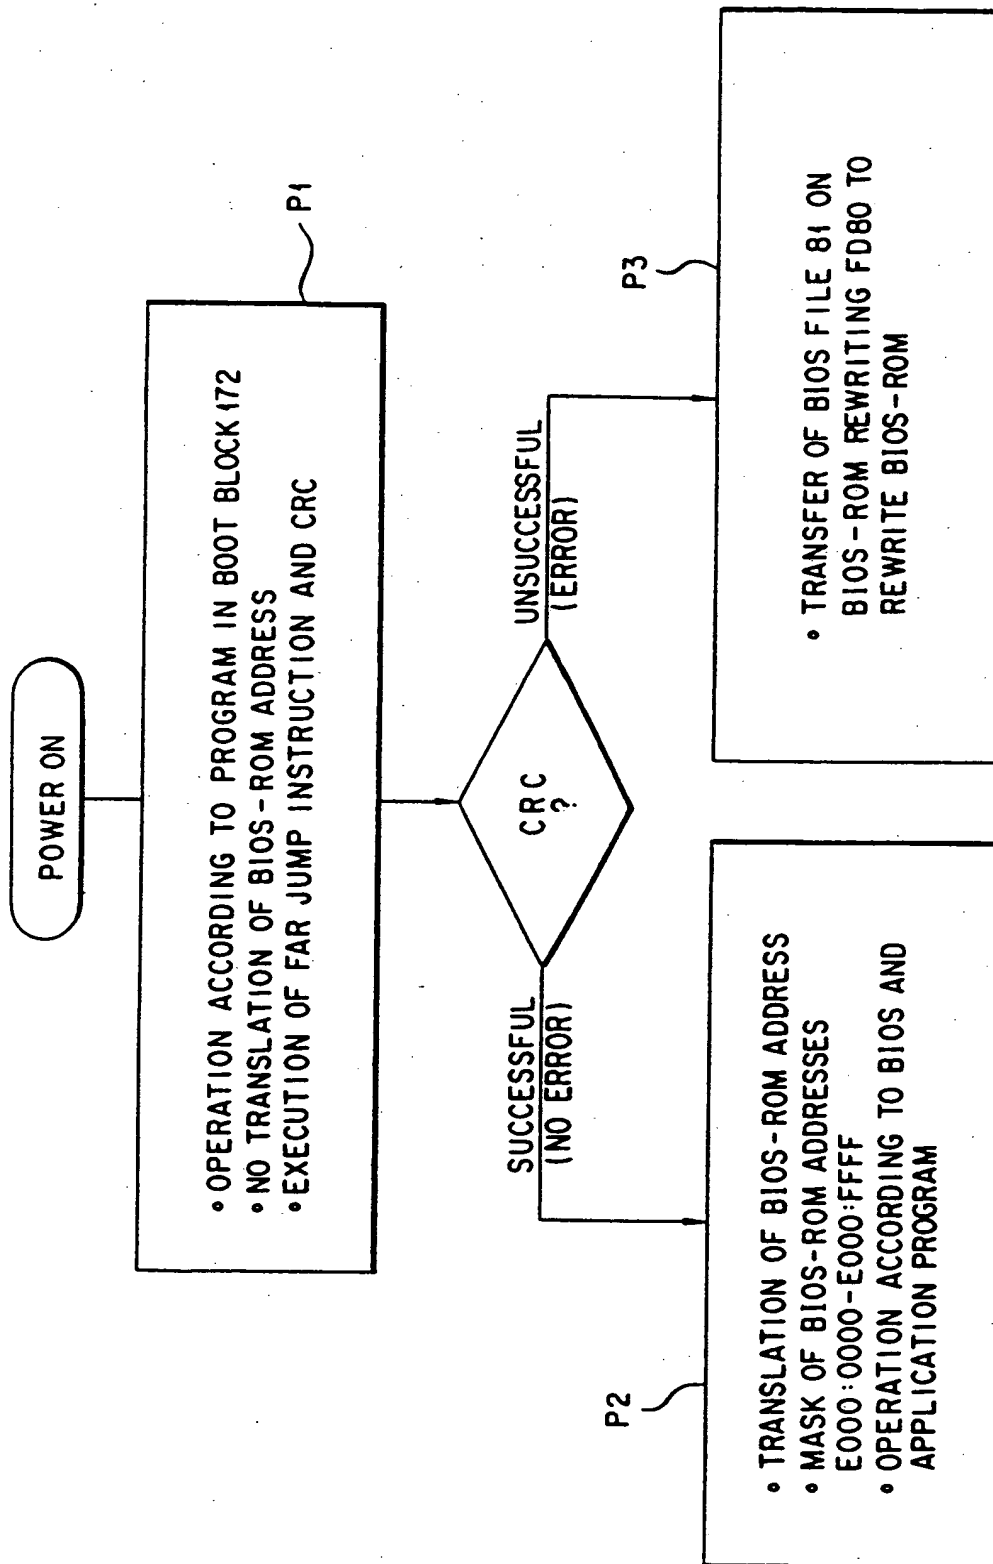 POWER ON
P1
• OPERATION ACCORDING TO PROGRAM IN BOOT BLOCK 172
• NO TRANSLATION OF BIOS-ROM ADDRESS
• EXECUTION OF FAR JUMP INSTRUCTION AND CRC
CRC
?
SUCCESSFUL
(NO ERROR)
UNSUCCESSFUL
(ERROR)
P2
• TRANSLATION OF BIOS-ROM ADDRESS
• MASK OF BIOS-ROM ADDRESSES
E000:0000-E000:FFFF
• OPERATION ACCORDING TO BIOS AND
APPLICATION PROGRAM
P3
• TRANSFER OF BIOS FILE 81 ON
BIOS-ROM REWRITING FD80 TO
REWRITE BIOS-ROM